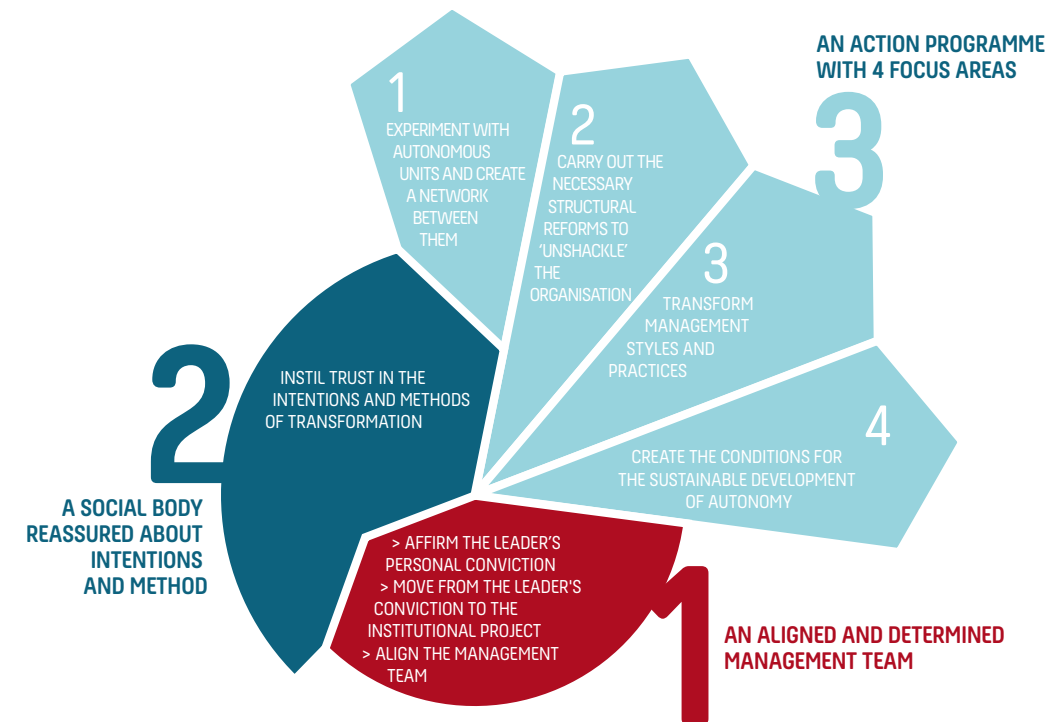 AN ACTION PROGRAMME
WITH 4 FOCUS AREAS
3
1
EXPERIMENT WITH
AUTONOMOUS
UNITS AND CREATE
A NETWORK
BETWEEN
THEM
2
CARRY OUT THE
NECESSARY
STRUCTURAL
REFORMS TO
‘UNSHACKLE’
THE
ORGANISATION
3
TRANSFORM
MANAGEMENT
STYLES AND
PRACTICES
4
CREATE THE CONDITIONS FOR
THE SUSTAINABLE DEVELOPMENT
OF AUTONOMY
2
INSTIL TRUST IN THE
INTENTIONS AND METHODS
OF TRANSFORMATION
A SOCIAL BODY
REASSURED ABOUT
INTENTIONS
AND METHOD
> AFFIRM THE LEADER’S
PERSONAL CONVICTION
> MOVE FROM THE LEADER'S
CONVICTION TO THE
INSTITUTIONAL PROJECT
> ALIGN THE MANAGEMENT
TEAM
1
AN ALIGNED AND DETERMINED
MANAGEMENT TEAM